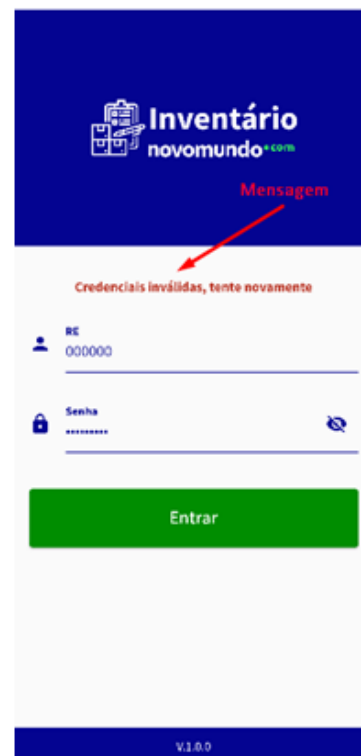 Inventário
novomundo.com
Mensagem
Credenciais inválidas, tente novamente
RE
000000
Senha
Entrar
V.1.0.0